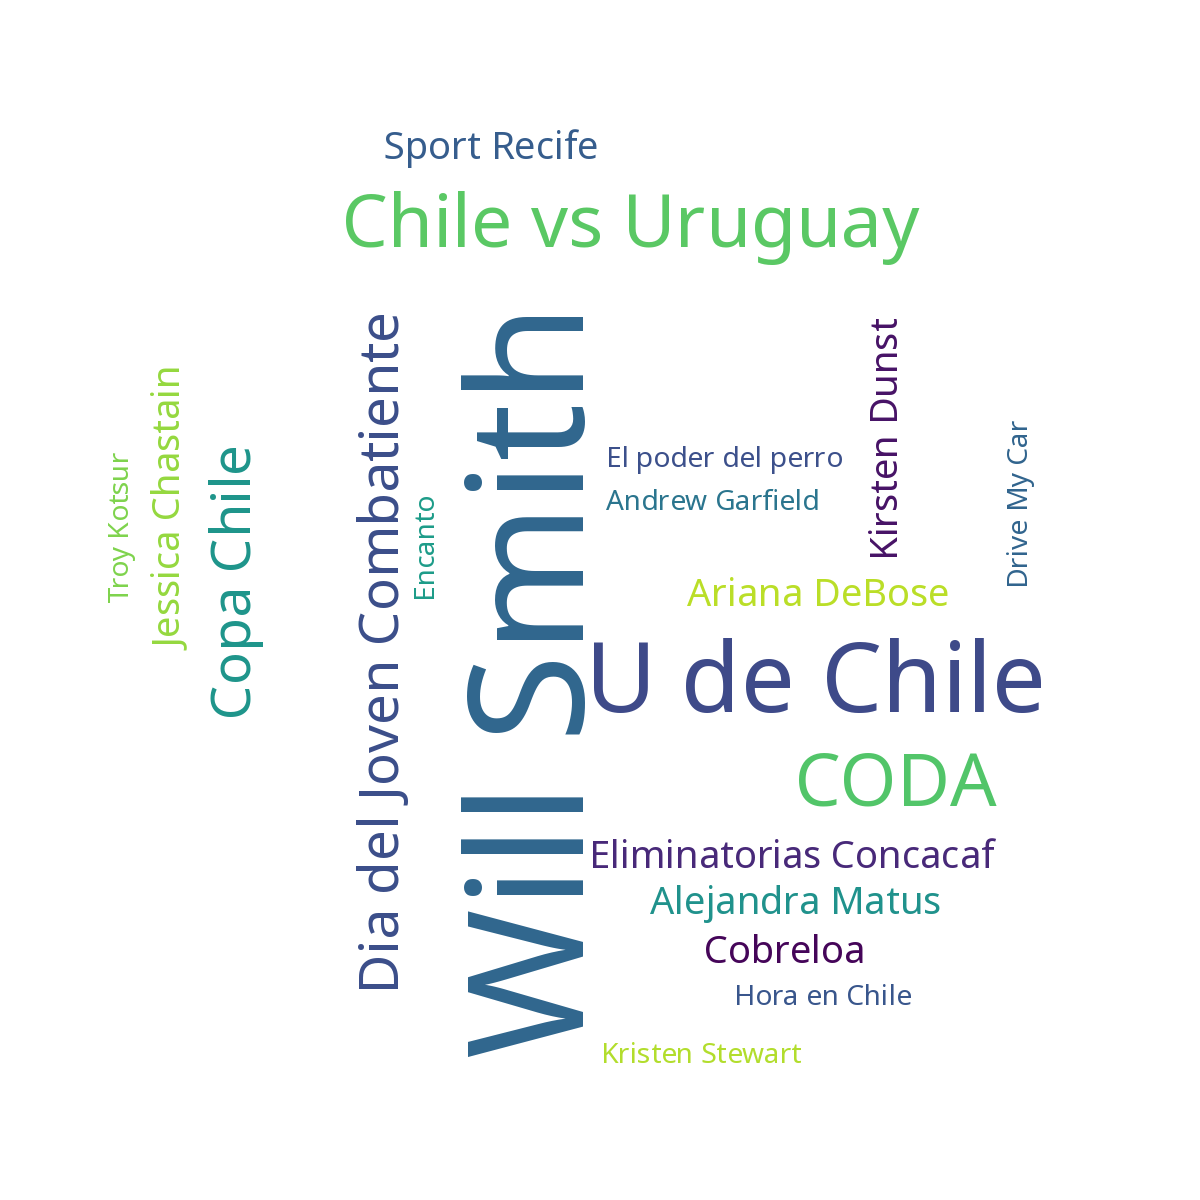 Sport Recife
Chile vs Uruguay
Troy Kotsur
Jessica Chastain
Copa Chile
Dia del Joven Combatiente
Encanto
Will Smith
El poder del perro
Andrew Garfield
Kirsten Dunst
Drive My Car
Ariana DeBose
U de Chile
CODA
Eliminatorias Concacaf
Alejandra Matus
Cobreloa
Hora en Chile
Kristen Stewart